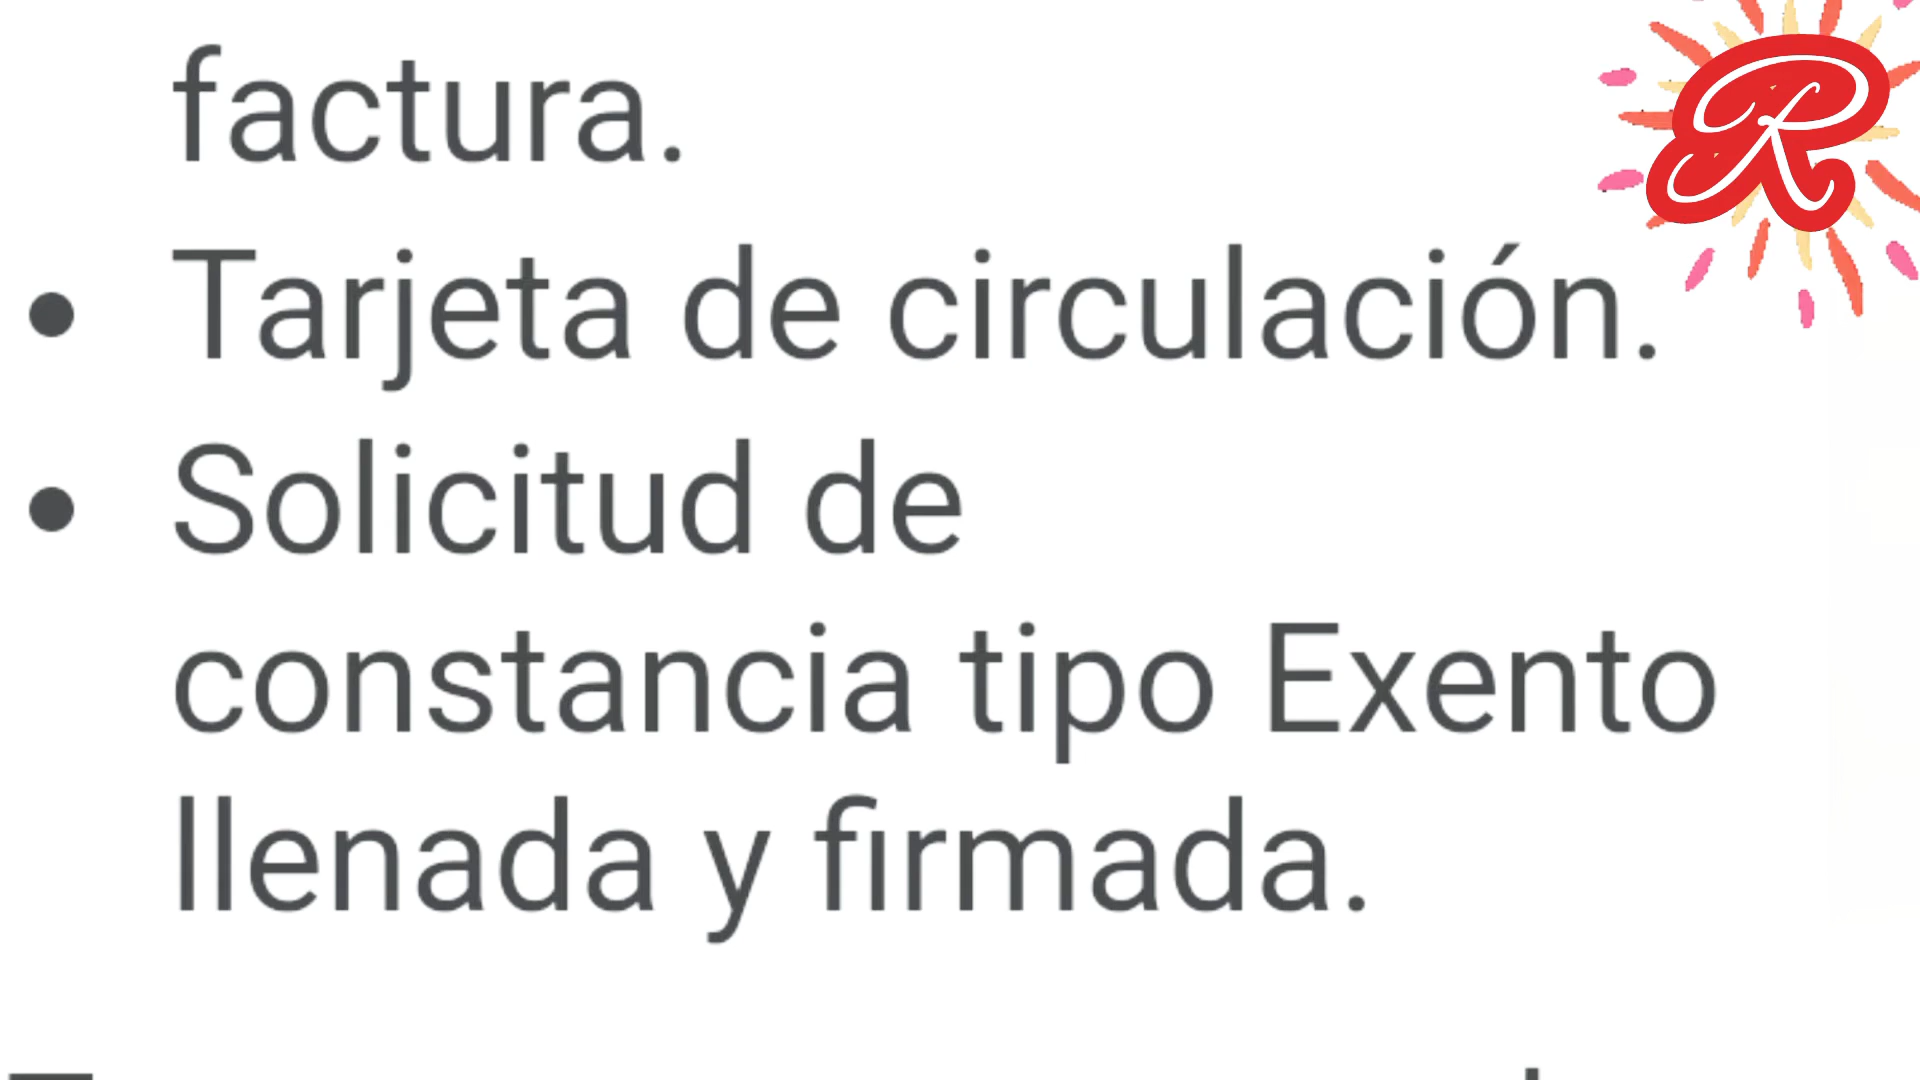 factura.
R
• Tarjeta de circulación.
• Solicitud de
constancia tipo Exento
llenada y firmada.